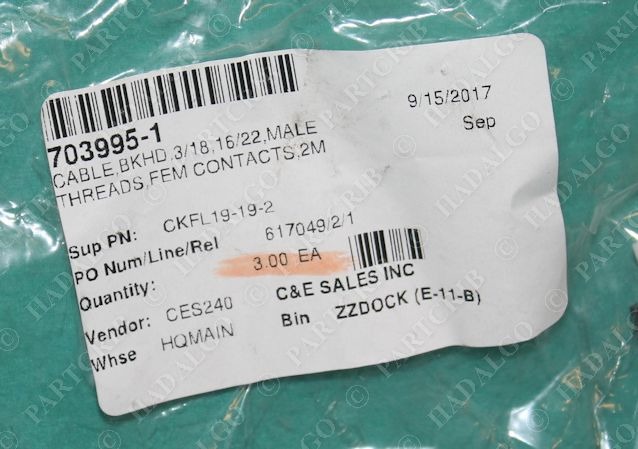 703995-1
9/15/2017
CABLE,BKHD,3/18,16/22,MALE
Sep
THREADS,FEM CONTACTS,2M
Sup PN: CKFL19-19-2
PO Num/Line/Rel 617049/2/1
Quantity: 3.00 EA
Vendor: CES240 C&E SALES INC
Whse HQMAIN Bin ZZDOCK (E-11-B)
© PARTCRIB
© HADALGO